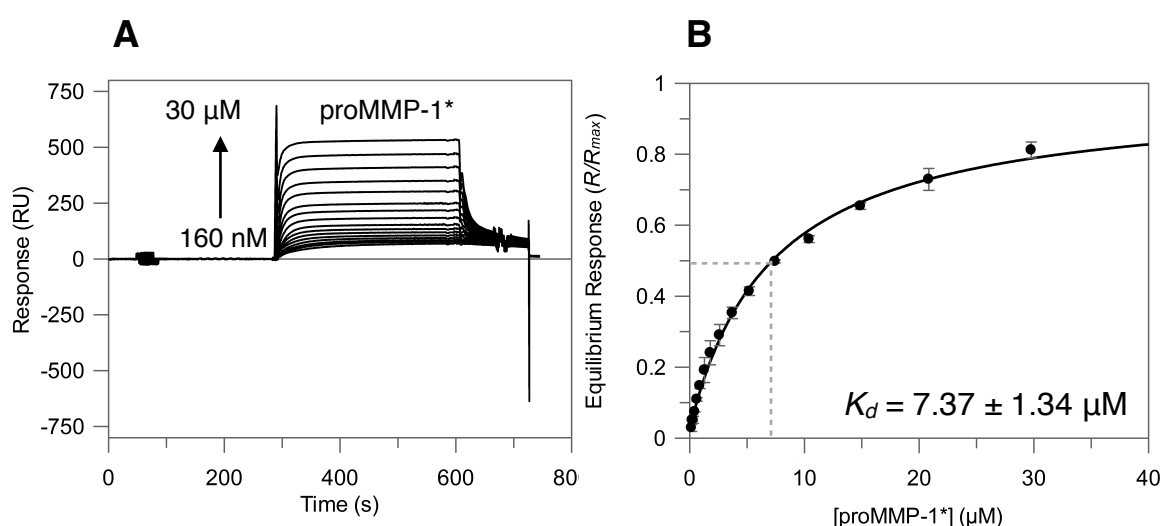 A
750
500
250
0
-250
-500
-750
Response (RU)
30 µM
proMMP-1*
160 nM
0
200
400
600
80
Time (s)
B
1
0.8
0.6
0.4
0.2
0
Equilibrium Response (R/Rmax)
Kd = 7.37 ± 1.34 µM
0
10
20
30
40
[proMMP-1*] (µM)